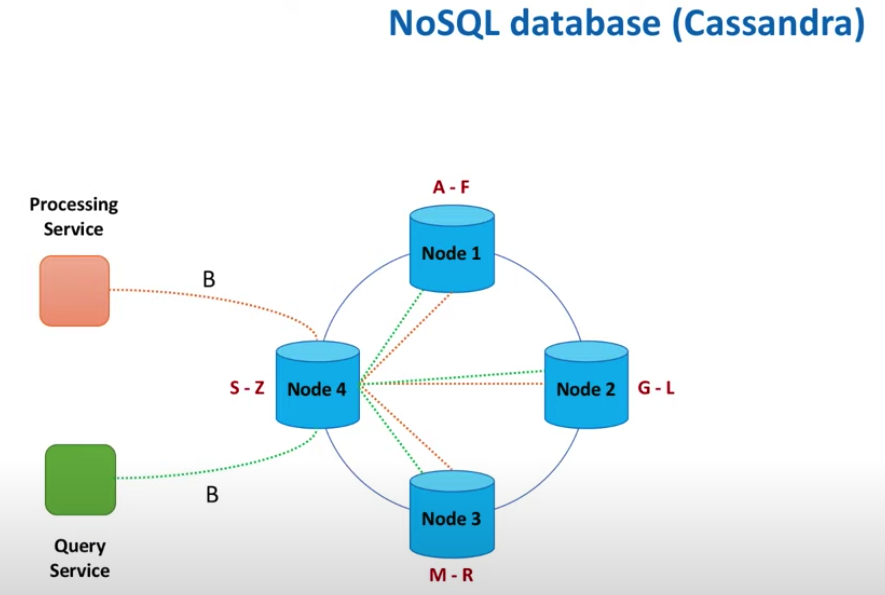 NoSQL database (Cassandra)
A - F
Processing
Service
Node 1
B
S - Z
Node 4
Node 2
G - L
B
Node 3
Query
Service
M - R